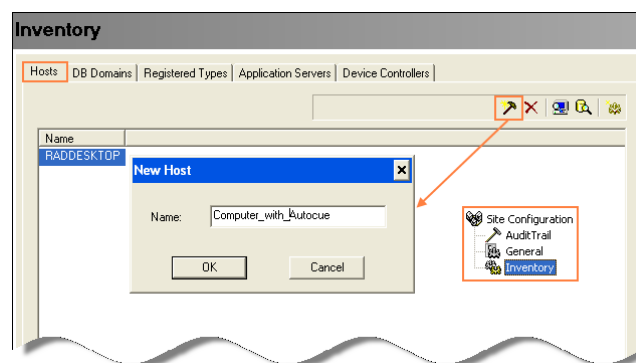 Inventory
Hosts DB Domains Registered Types Application Servers Device Controllers
Name
RADDESKTOP
New Host
Name: Computer_with_Autocue
OK Cancel
Site Configuration
AuditTrail
General
Inventory